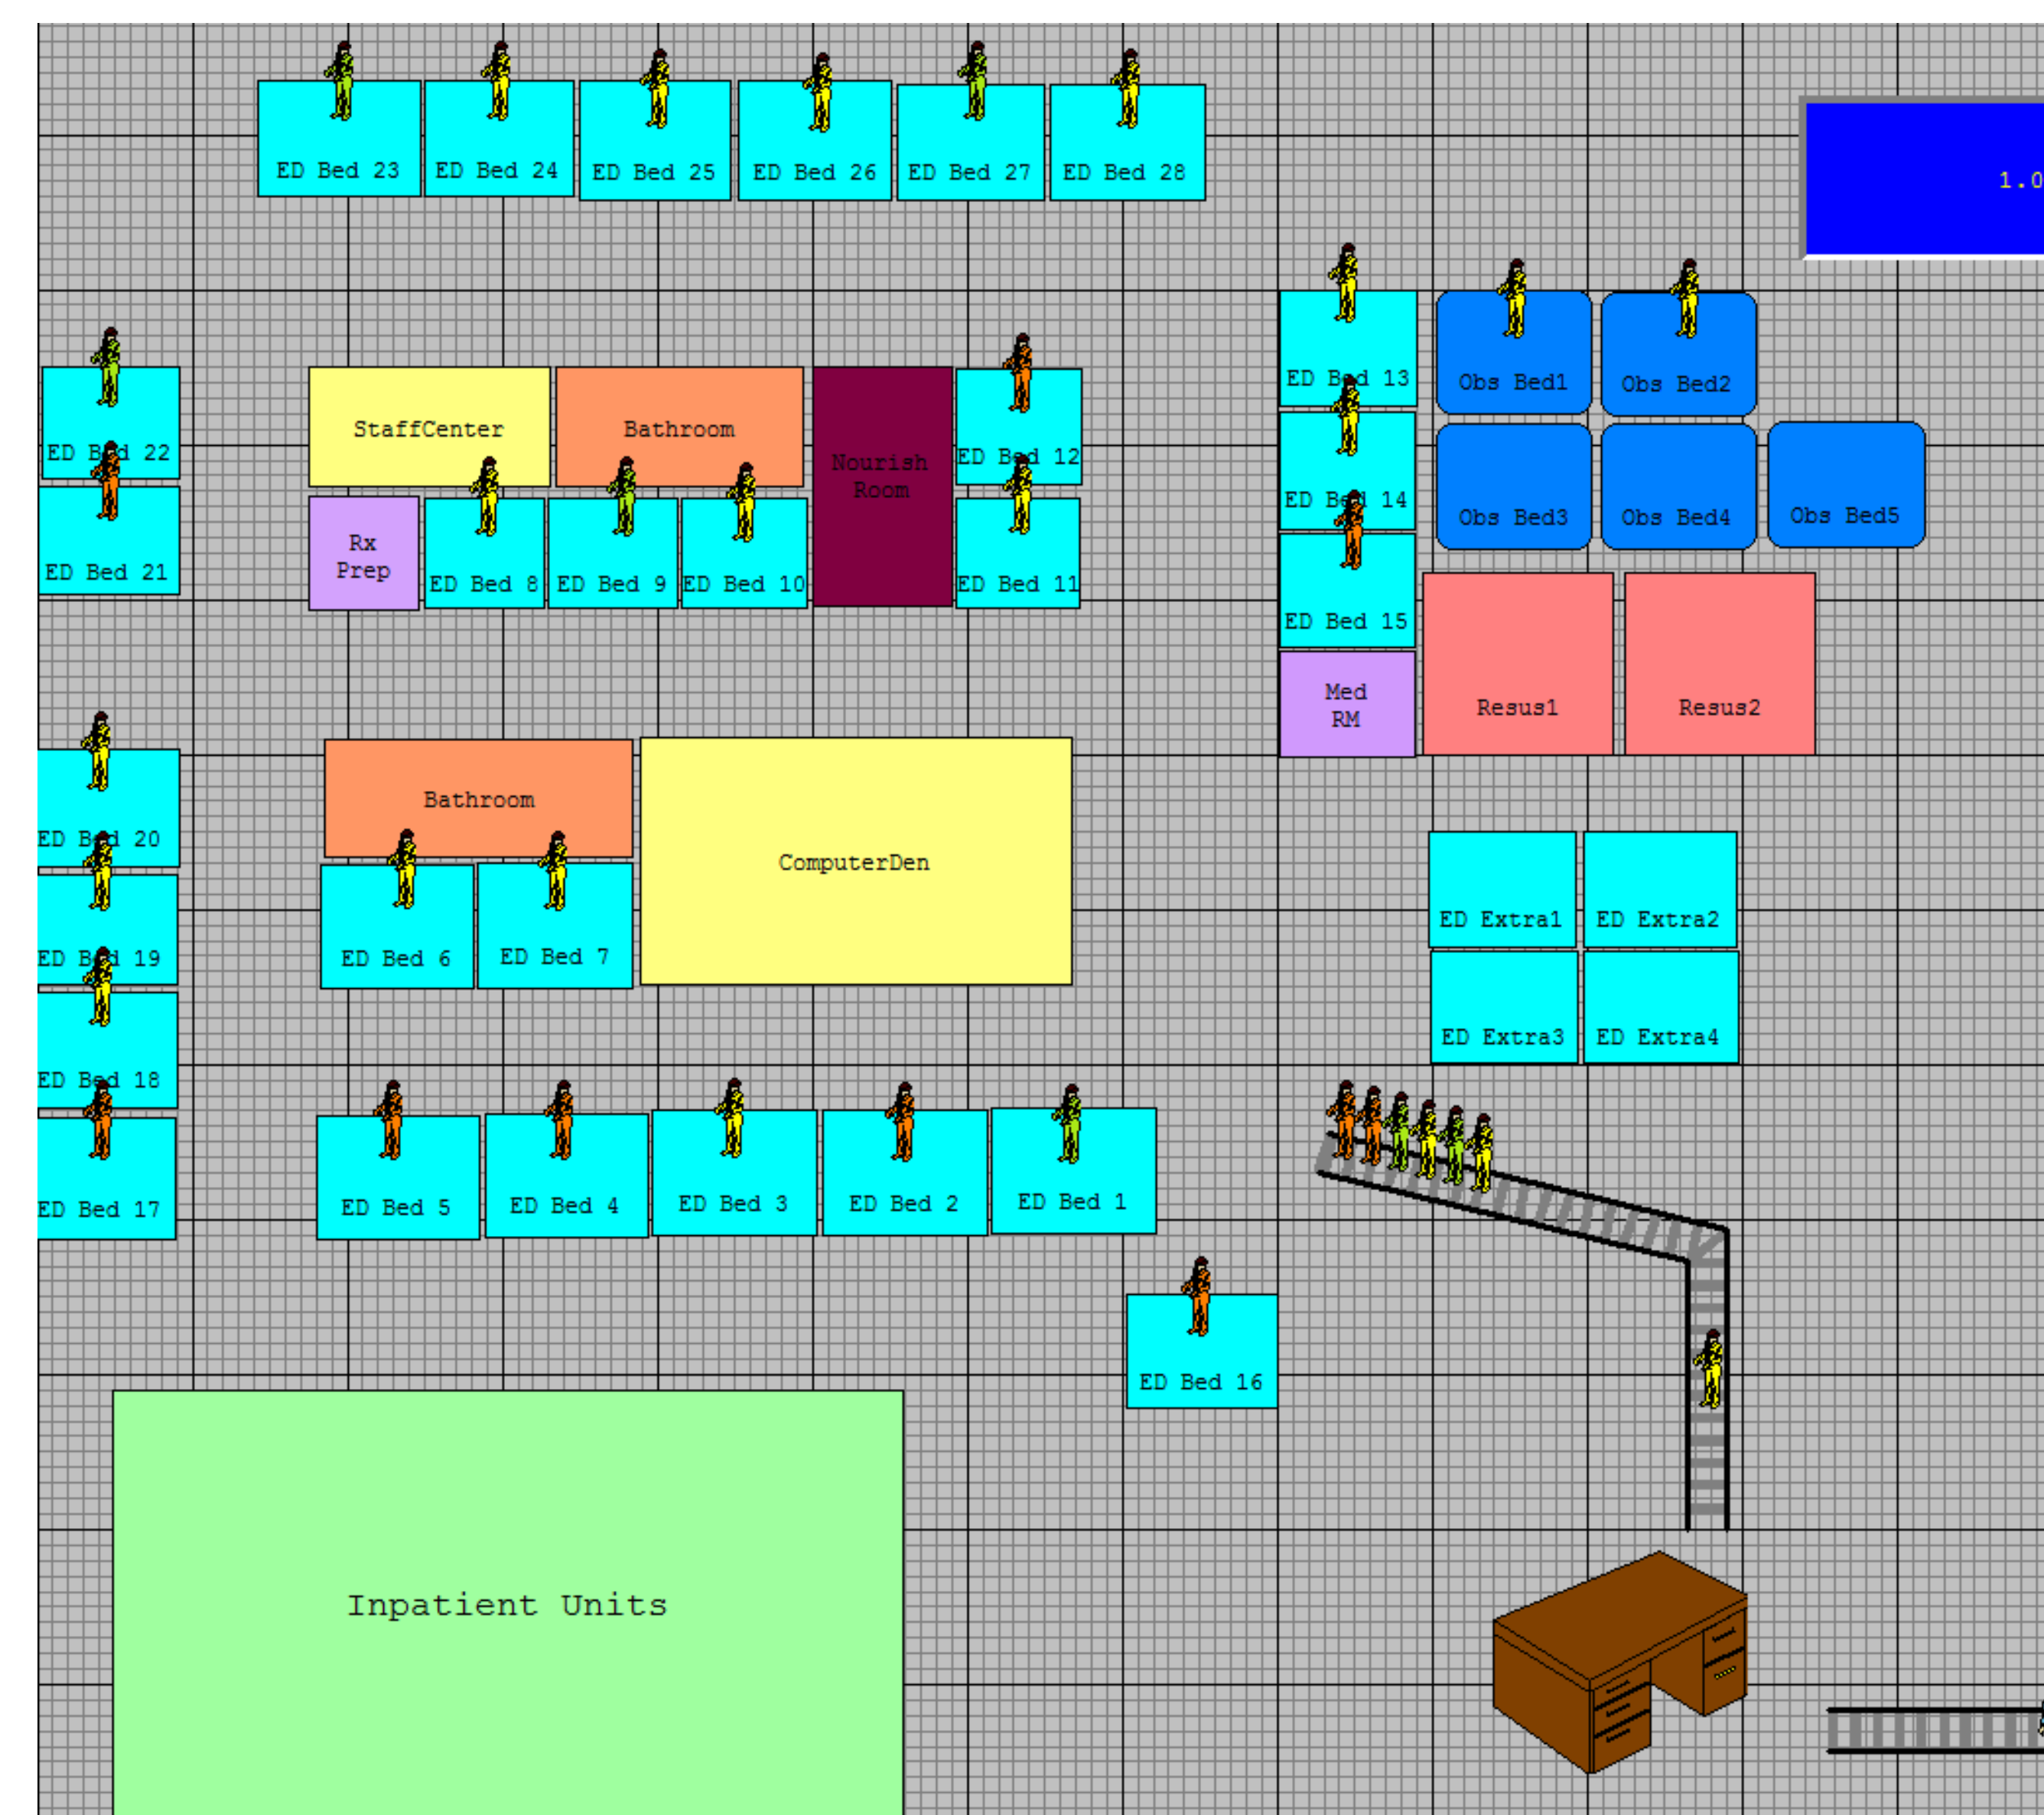 ED Bed 23 ED Bed 24 ED Bed 25 ED Bed 26 ED Bed 27 ED Bed 28
1.0
ED Bed 13 Obs Bed1 Obs Bed2
StaffCenter Bathroom
Nourish
Room
ED Bed 22
ED Bed 12
ED Bed 14 Obs Bed3 Obs Bed4 Obs Bed5
Rx
Prep
ED Bed 21
ED Bed 8 ED Bed 9 ED Bed 10 ED Bed 11
ED Bed 15
Med
RM
Resus1 Resus2
Bathroom
ED Bed 20
ComputerDen
ED Extra1 ED Extra2
ED Bed 19 ED Bed 6 ED Bed 7
ED Extra3 ED Extra4
ED Bed 18
ED Bed 17 ED Bed 5 ED Bed 4 ED Bed 3 ED Bed 2 ED Bed 1
ED Bed 16
Inpatient Units